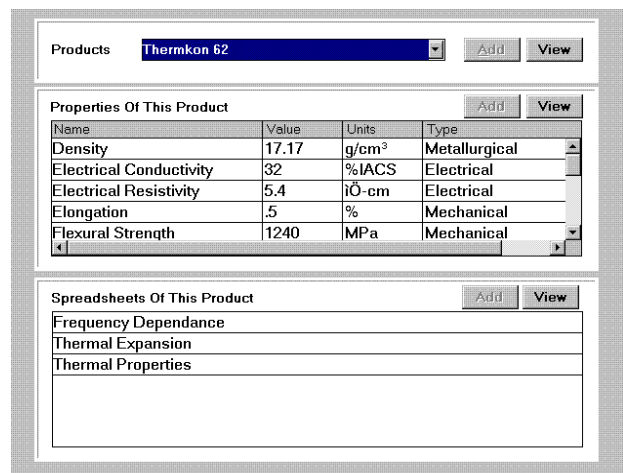 Products Thermkon 62 Add View
Properties Of This Product Add View
Name Value Units Type
Density 17.17 g/cm³ Metallurgical
Electrical Conductivity 32 %IACS Electrical
Electrical Resistivity 5.4 ìÖ-cm Electrical
Elongation .5 % Mechanical
Flexural Strength 1240 MPa Mechanical
Spreadsheets Of This Product Add View
Frequency Dependance
Thermal Expansion
Thermal Properties